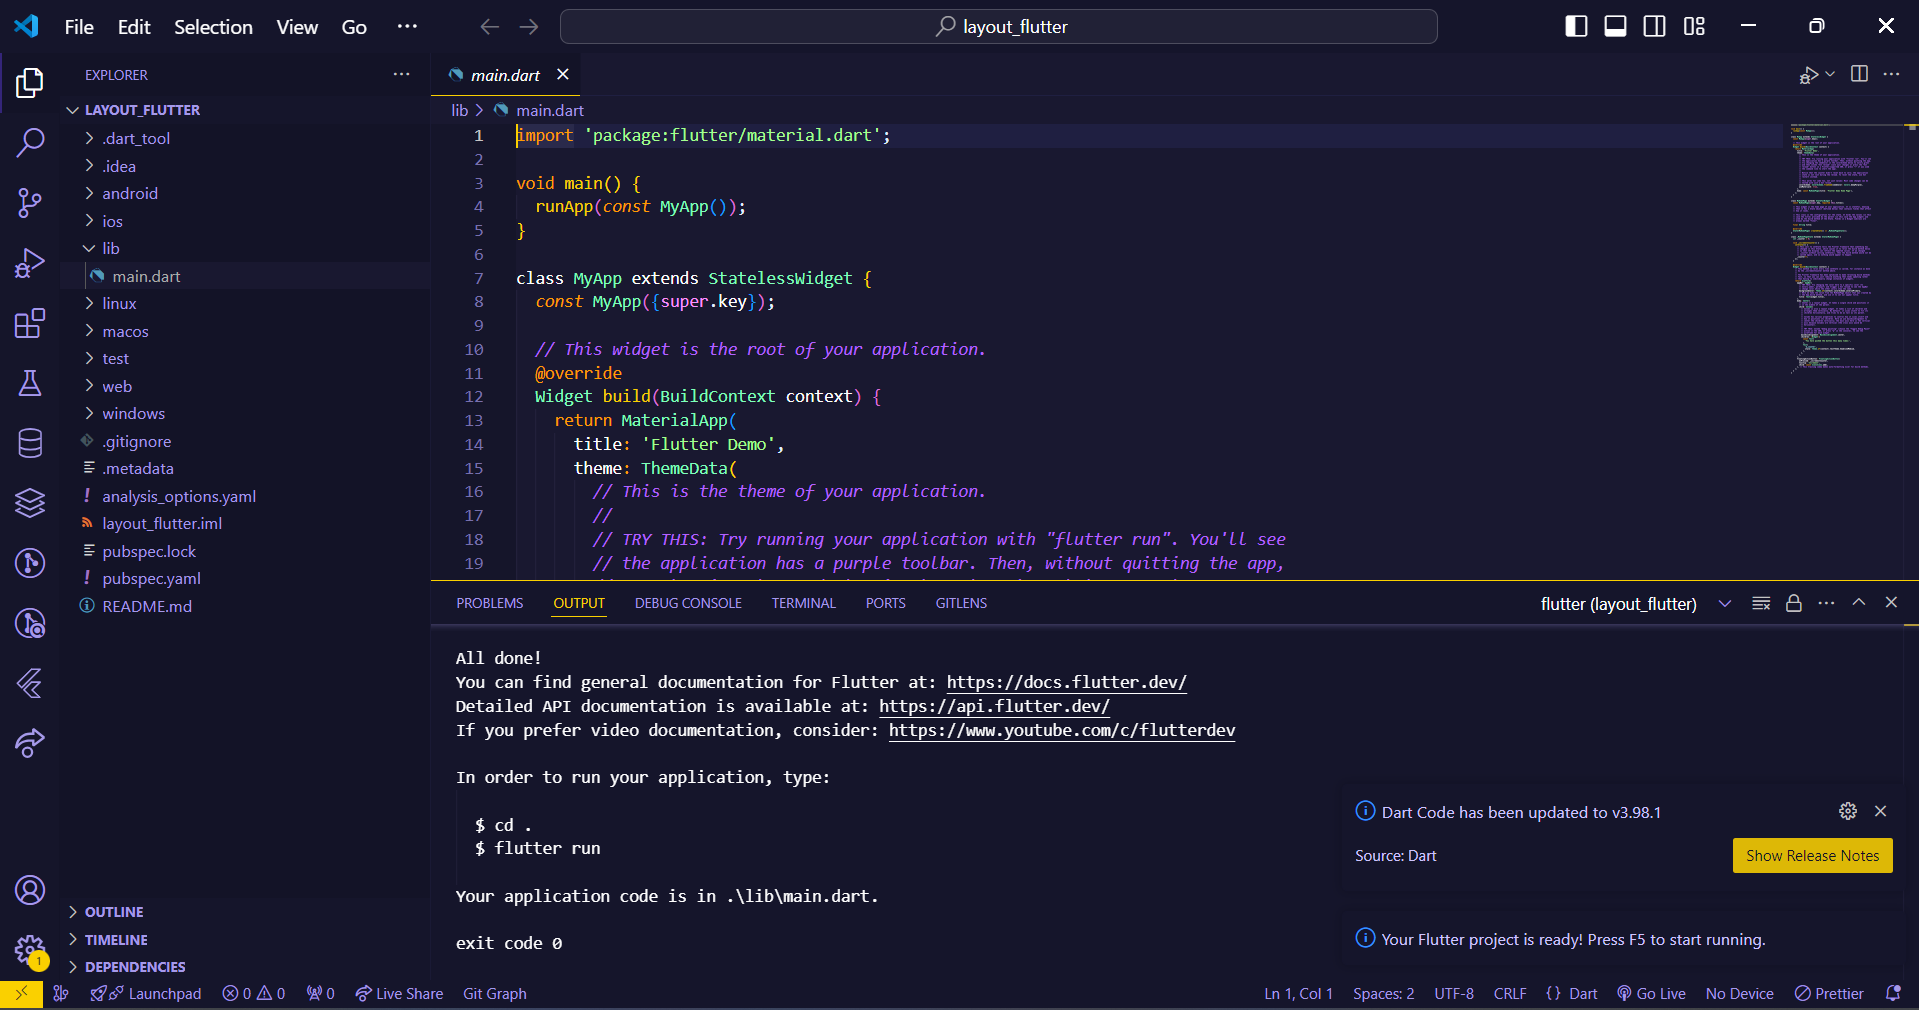 File Edit Selection View Go ···
layout_flutter
EXPLORER
LAYOUT_FLUTTER
.dart_tool
.idea
android
ios
lib
main.dart
linux
macos
test
web
windows
.gitignore
.metadata
analysis_options.yaml
layout_flutter.iml
pubspec.lock
pubspec.yaml
README.md
OUTLINE
TIMELINE
DEPENDENCIES
1
main.dart
lib > main.dart
1 import 'package:flutter/material.dart';
2
3 void main() {
4 runApp(const MyApp());
5 }
6
7 class MyApp extends StatelessWidget {
8 const MyApp({super.key});
9
10 // This widget is the root of your application.
11 @override
12 Widget build(BuildContext context) {
13 return MaterialApp(
14 title: 'Flutter Demo',
15 theme: ThemeData(
16 // This is the theme of your application.
17 //
18 // TRY THIS: Try running your application with "flutter run". You'll see
19 // the application has a purple toolbar. Then, without quitting the app,
PROBLEMS OUTPUT DEBUG CONSOLE TERMINAL PORTS GITLENS
flutter (layout_flutter)
All done!
You can find general documentation for Flutter at: https://docs.flutter.dev/
Detailed API documentation is available at: https://api.flutter.dev/
If you prefer video documentation, consider: https://www.youtube.com/c/flutterdev
In order to run your application, type:
$ cd .
$ flutter run
Your application code is in .\lib\main.dart.
exit code 0
Dart Code has been updated to v3.98.1
Source: Dart
Show Release Notes
Your Flutter project is ready! Press F5 to start running.
Launchpad 0 0 0 Live Share Git Graph
Ln 1, Col 1 Spaces: 2 UTF-8 CRLF {} Dart Go Live No Device Prettier